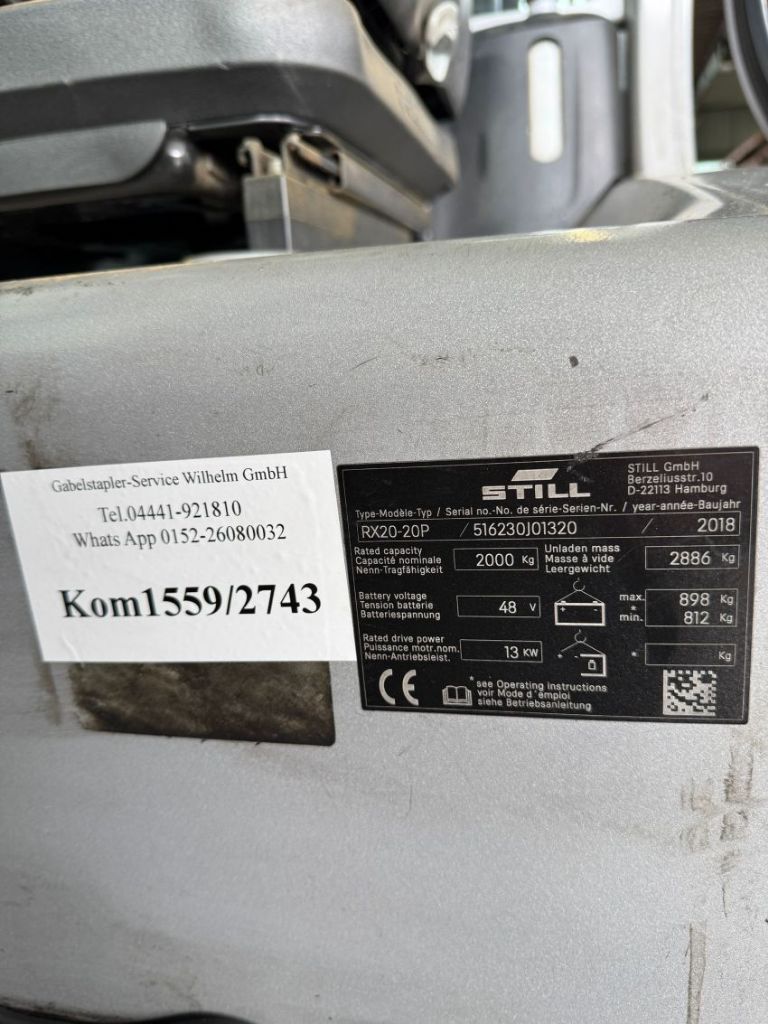 Gabelstapler-Service Wilhelm GmbH
Tel.04441-921810
Whats App 0152-26080032
Kom1559/2743
STILL
STILL GmbH
Berzeliusstr.10
D-22113 Hamburg
Type-Modèle-Typ / Serial no.-No. de série-Serien-Nr. / year-année-Baujahr
RX20-20P / 516230J01320 / 2018
Rated capacity
Capacité nominale
Nenn-Tragfähigkeit
2000 Kg
Unladen mass
Masse à vide
Leergewicht
2886 Kg
Battery voltage
Tension batterie
Batteriespannung
48 V
max. 898 Kg
* min. 812 Kg
Rated drive power
Puissance motr.nom.
Nenn-Antriebsleist.
13 KW
* * Kg
CE
* see Operating instructions
voir Mode d'émploi
siehe Betriebsanleitung